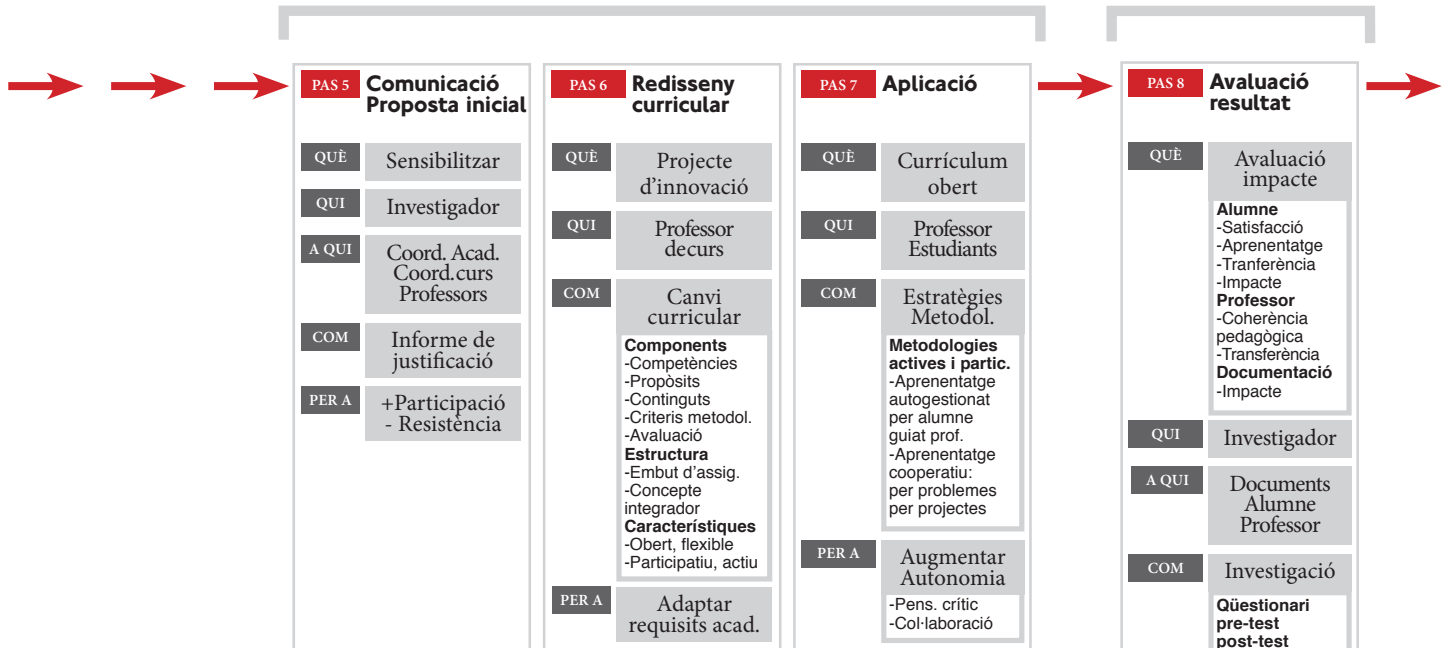 PAS 5 Comunicació
Proposta inicial
QUÈ Sensibilitzar
QUI Investigador
A QUI Coord. Acad.
Coord.curs
Professors
COM Informe de
justificació
PER A +Participació
- Resistència
PAS 6 Redisseny
curricular
QUÈ Projecte
d’innovació
QUI Professor
decurs
COM Canvi
curricular
Components
-Competències
-Propòsits
-Continguts
-Criteris metodol.
-Avaluació
Estructura
-Embut d’assig.
-Concepte
integrador
Característiques
-Obert, flexible
-Participatiu, actiu
PER A Adaptar
requisits acad.
PAS 7 Aplicació
QUÈ Currículum
obert
QUI Professor
Estudiants
COM Estratègies
Metodol.
Metodologies
actives i partic.
-Aprenentatge
autogestionat
per alumne
guiat prof.
-Aprenentatge
cooperatiu:
per problemes
per projectes
PER A Augmentar
Autonomia
-Pens. crític
-Col·laboració
PAS 8 Avaluació
resultat
QUÈ Avaluació
impacte
Alumne
-Satisfacció
-Aprenentatge
-Tranferència
-Impacte
Professor
-Coherència
pedagògica
-Transferència
Documentació
-Impacte
QUI Investigador
A QUI Documents
Alumne
Professor
COM Investigació
Qüestionari
pre-test
post-test